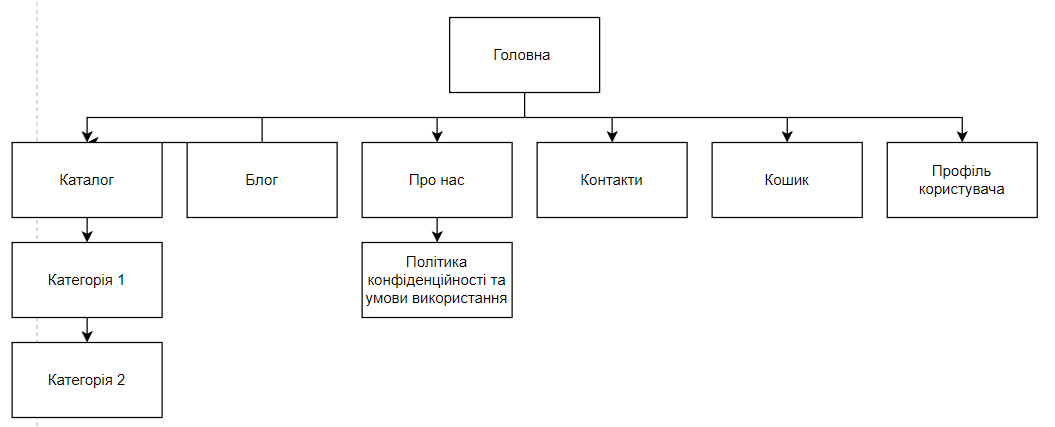 Головна
Каталог
Блог
Про нас
Контакти
Кошик
Профіль
користувача
Категорія 1
Політика
конфіденційності та
умови використання
Категорія 2